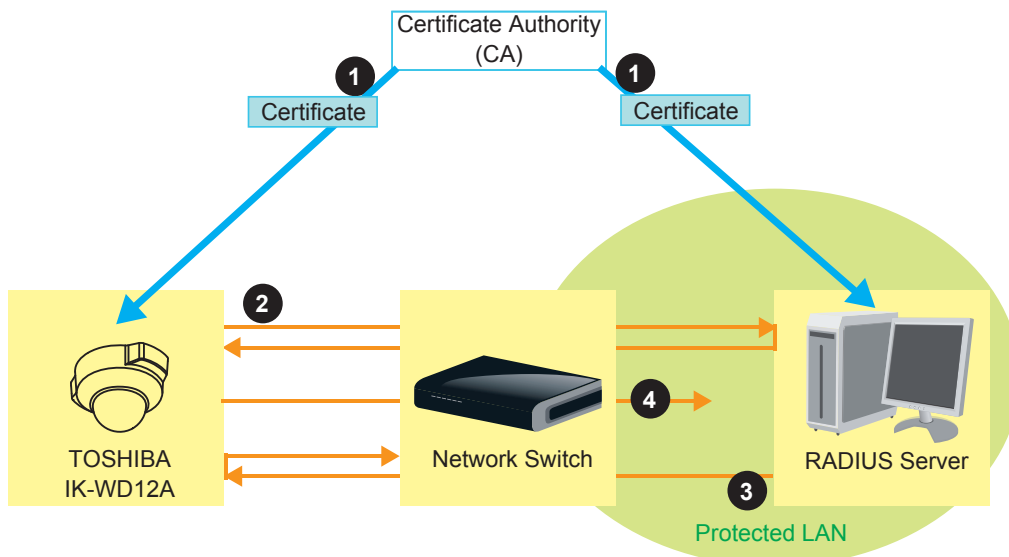 Certificate Authority
(CA)
1
1
Certificate
Certificate
2
4
TOSHIBA
IK-WD12A
Network Switch
RADIUS Server
3
Protected LAN